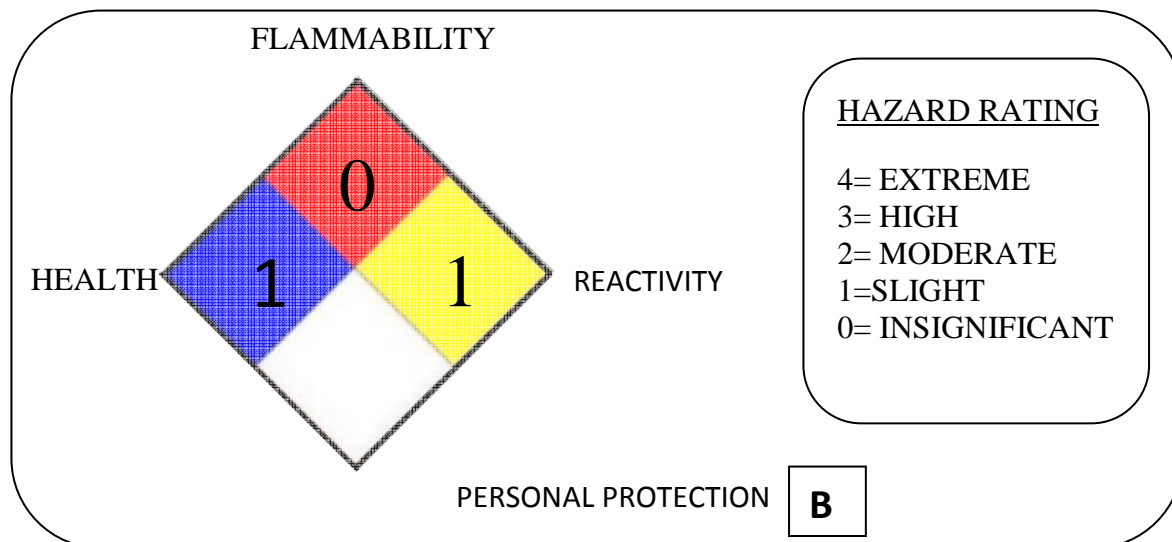 FLAMMABILITY
0
HEALTH
1
1
REACTIVITY
PERSONAL PROTECTION B
HAZARD RATING
4= EXTREME
3= HIGH
2= MODERATE
1=SLIGHT
0= INSIGNIFICANT